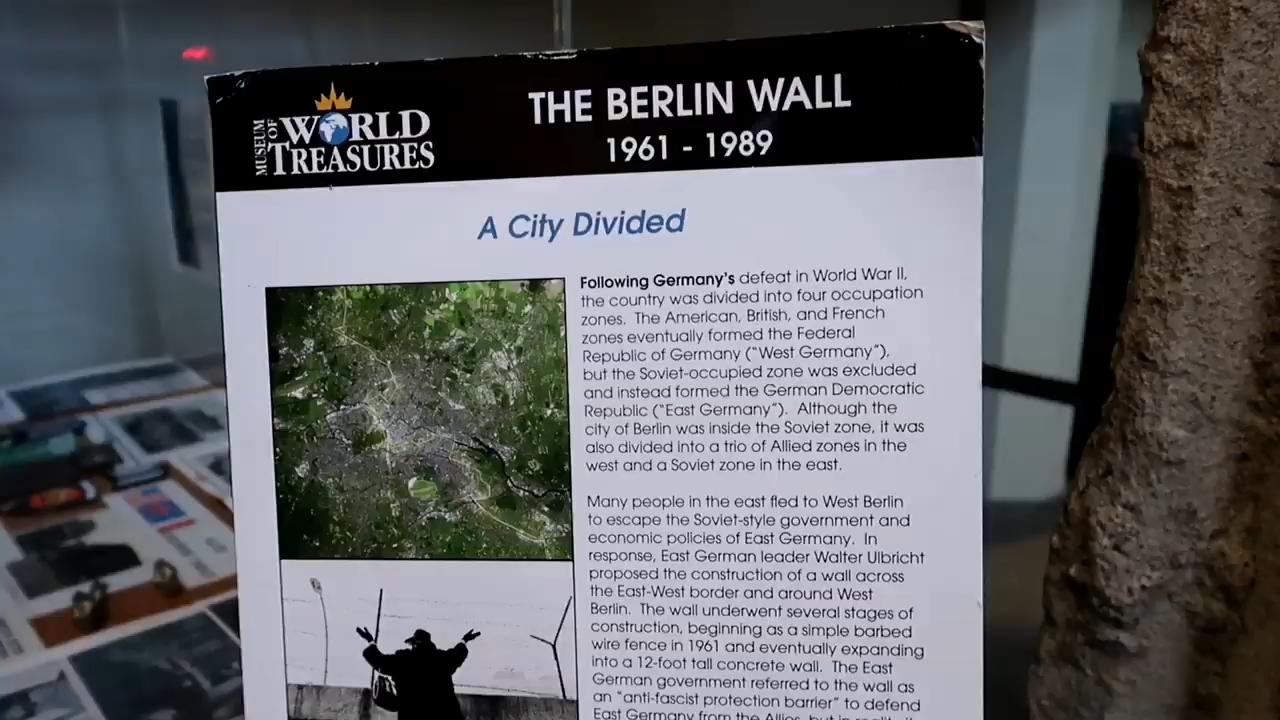 MUSEUM OF
WORLD
TREASURES
THE BERLIN WALL
1961 - 1989
A City Divided
Following Germany's defeat in World War II,
the country was divided into four occupation
zones. The American, British, and French
zones eventually formed the Federal
Republic of Germany ("West Germany"),
but the Soviet-occupied zone was excluded
and instead formed the German Democratic
Republic ("East Germany"). Although the
city of Berlin was inside the Soviet zone, it was
also divided into a trio of Allied zones in the
west and a Soviet zone in the east.
Many people in the east fled to West Berlin
to escape the Soviet-style government and
economic policies of East Germany. In
response, East German leader Walter Ulbricht
proposed the construction of a wall across
the East-West border and around West
Berlin. The wall underwent several stages of
construction, beginning as a simple barbed
wire fence in 1961 and eventually expanding
into a 12-foot tall concrete wall. The East
German government referred to the wall as
an "anti-fascist protection barrier" to defend
East Germany from the Allies, but in reality it